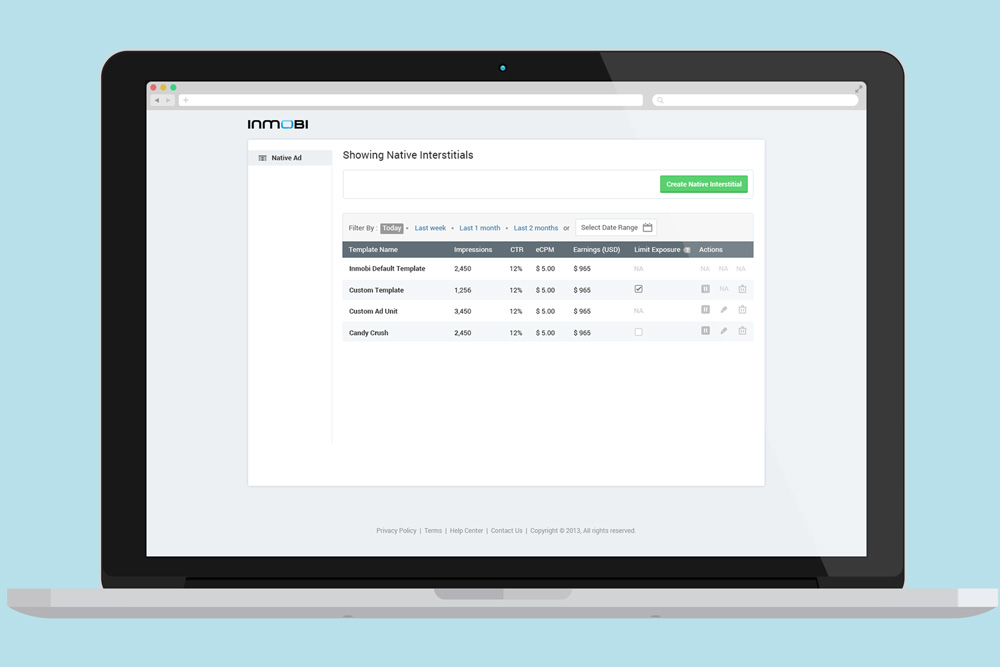 INMOBI
Native Ad
Showing Native Interstitials
Create Native Interstitial
Filter By : Today • Last week • Last 1 month • Last 2 months or Select Date Range
Template Name Impressions CTR eCPM Earnings (USD) Limit Exposure ? Actions
Inmobi Default Template 2,450 12% $ 5.00 $ 965 NA NA NA NA
Custom Template 1,256 12% $ 5.00 $ 965 NA
Custom Ad Unit 3,450 12% $ 5.00 $ 965 NA
Candy Crush 2,450 12% $ 5.00 $ 965
Privacy Policy | Terms | Help Center | Contact Us | Copyright © 2013, All rights reserved.